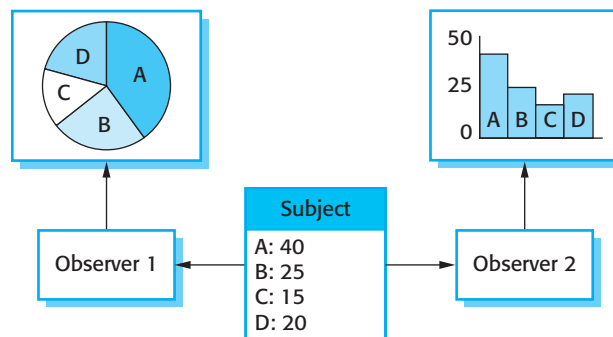 D
A
C
B
50
25
0
A B C D
Subject
A: 40
B: 25
C: 15
D: 20
Observer 1
Observer 2